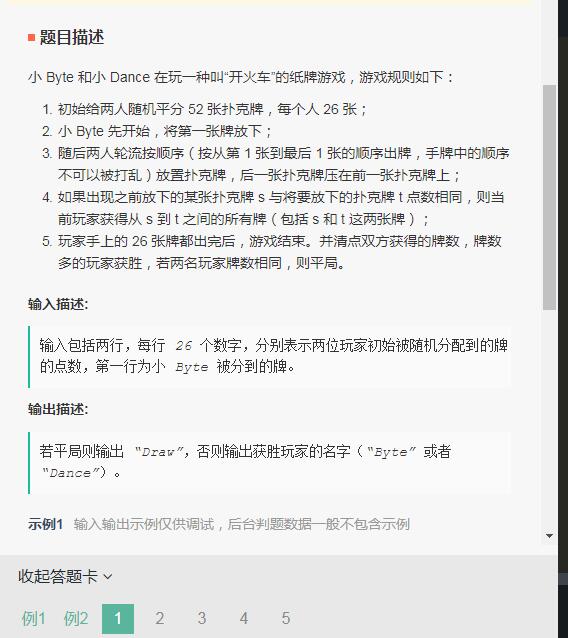 题目描述
小 Byte 和小 Dance 在玩一种叫“开火车”的纸牌游戏，游戏规则如下：
1. 初始给两人随机平分 52 张扑克牌，每个人 26 张；
2. 小 Byte 先开始，将第一张牌放下；
3. 随后两人轮流按顺序（按从第 1 张到最后 1 张的顺序出牌，手牌中的顺序
不可以被打乱）放置扑克牌，后一张扑克牌压在前一张扑克牌上；
4. 如果出现之前放下的某张扑克牌 s 与将要放下的扑克牌 t 点数相同，则当
前玩家获得从 s 到 t 之间的所有牌（包括 s 和 t 这两张牌）；
5. 玩家手上的 26 张牌都出完后，游戏结束。并清点双方获得的牌数，牌数
多的玩家获胜，若两名玩家牌数相同，则平局。
输入描述:
输入包括两行，每行 26 个数字，分别表示两位玩家初始被随机分配到的牌
的点数，第一行为小 Byte 被分到的牌。
输出描述:
若平局则输出 “Draw”，否则输出获胜玩家的名字（“Byte” 或者
“Dance”）。
示例1 输入输出示例仅供调试，后台判题数据一般不包含示例
收起答题卡
例1 例2 1 2 3 4 5